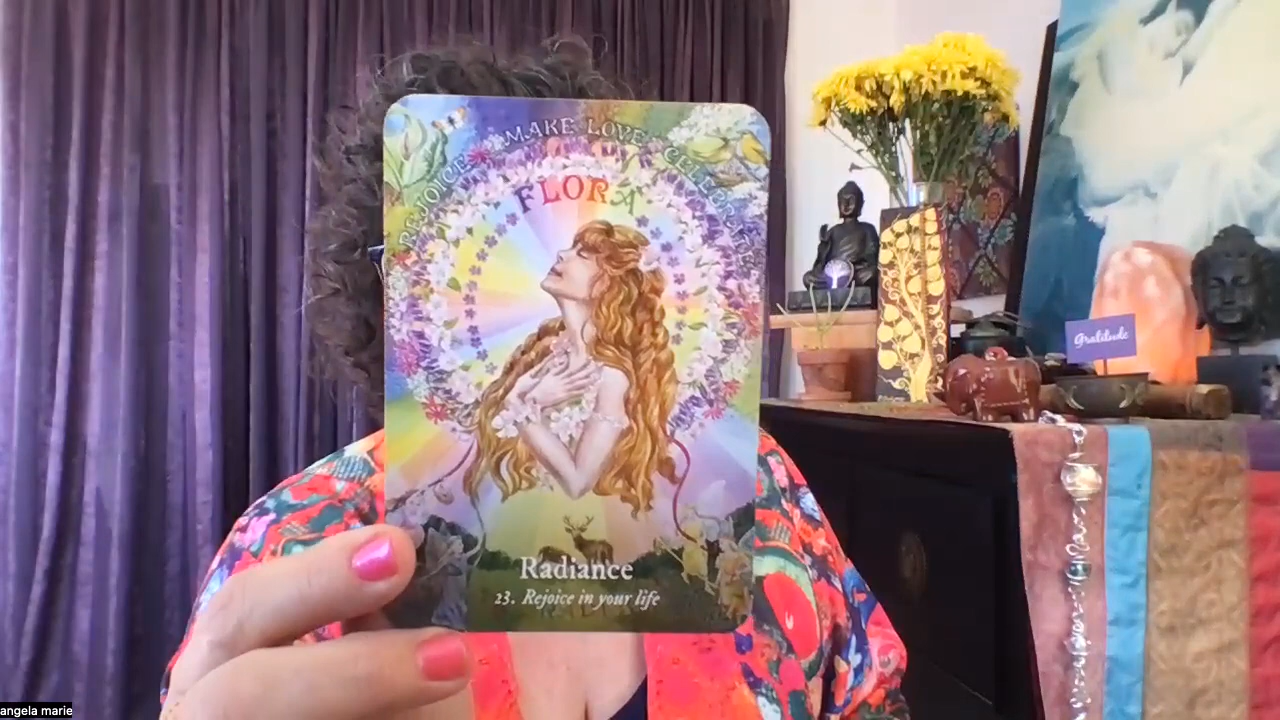 REJOICE MAKE LOVE CELEBRATE
FLORA
Gratitude
Radiance
23. Rejoice in your life
angela marie